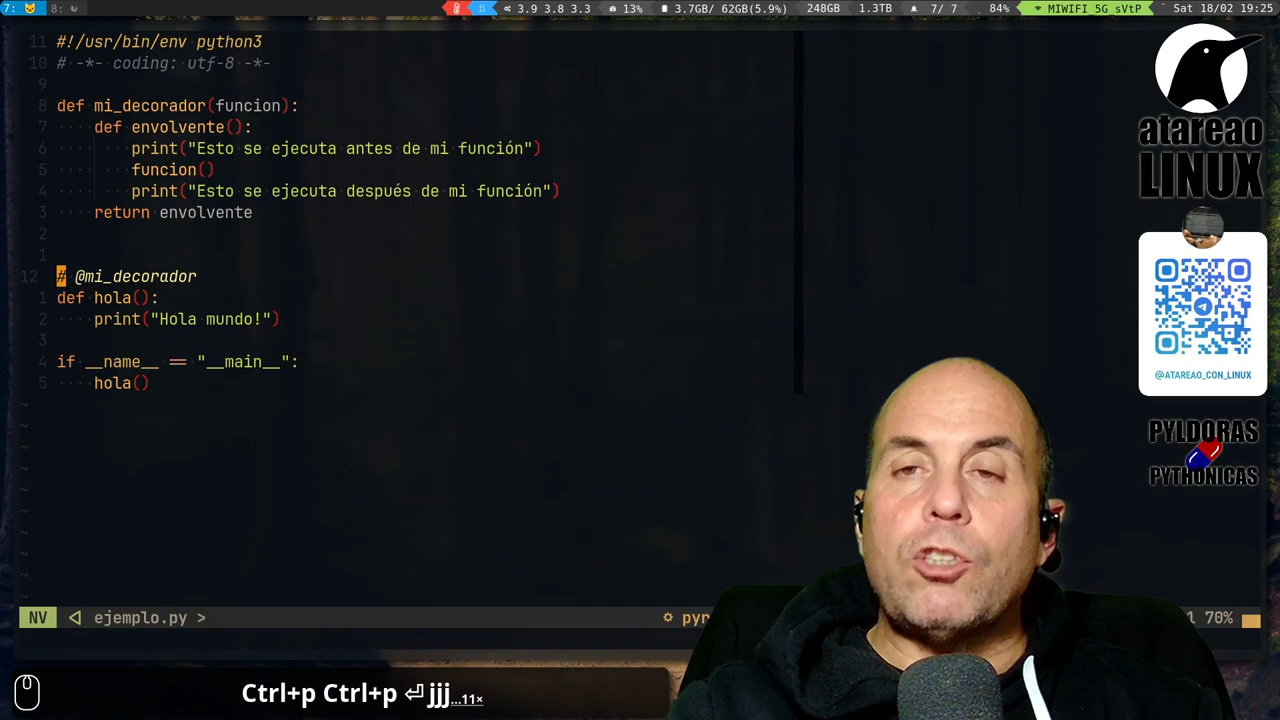 7: 8: 3.9 3.8 3.3 13% 3.7GB/ 62GB(5.9%) 248GB 1.3TB 7/ 7 84% MIWIFI 5G sVtP Sat 18/02 19:25
11 #!/usr/bin/env python3
10 # -*- coding: utf-8 -*-
9
8 def mi_decorador(funcion):
7 def envolvente():
6 print("Esto se ejecuta antes de mi función")
5 funcion()
4 print("Esto se ejecuta después de mi función")
3 return envolvente
2
1
12 # @mi_decorador
1 def hola():
2 print("Hola mundo!")
3
4 if __name__ == "__main__":
5 hola()
~
~
~
~
~
~
~
~
~
~
NV ejemplo.py > pyr
70%
Ctrl+p Ctrl+p ⏎ jjj...11×
atareao
LINUX
@ATAREAO_CON_LINUX
PYLDORAS
PYTHONICAS